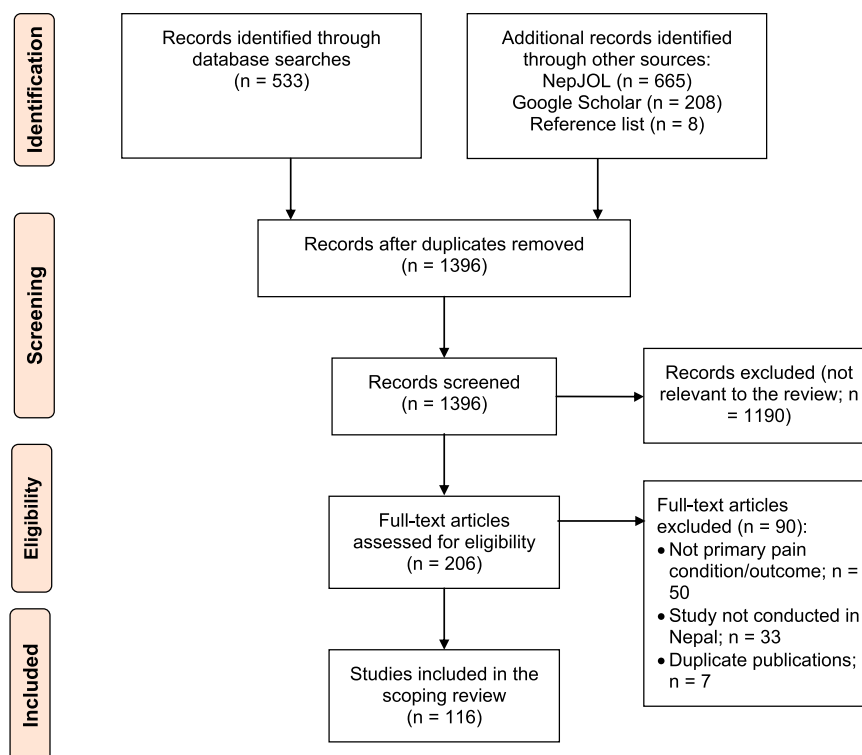 Identification
Records identified through
database searches
(n = 533)
Additional records identified
through other sources:
NepJOL (n = 665)
Google Scholar (n = 208)
Reference list (n = 8)
Screening
Records after duplicates removed
(n = 1396)
Records screened
(n = 1396)
Records excluded (not
relevant to the review; n
= 1190)
Eligibility
Full-text articles
assessed for eligibility
(n = 206)
Full-text articles
excluded (n = 90):
• Not primary pain
condition/outcome; n =
50
• Study not conducted in
Nepal; n = 33
• Duplicate publications;
n = 7
Included
Studies included in the
scoping review
(n = 116)